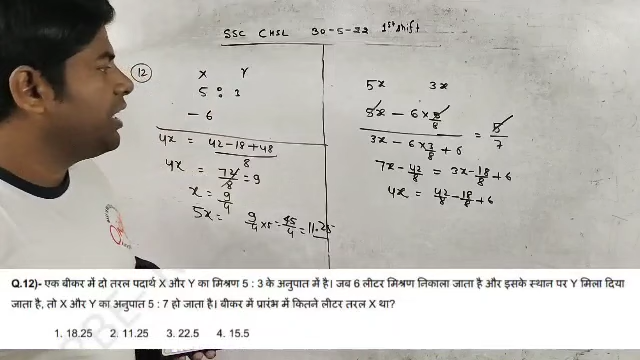 SSC CHSL 30-5-22 1st shift
12
X Y
5 : 3
- 6
4x = 42-18+48 / 8
4x = 72/8 = 9
x = 9/4
5x = 9/4 ×5 = 45/4 = 11.25
5x 3x
5x - 6 × 5/8 / 3x - 6 × 3/8 + 6 = 5/7
7x - 42/8 = 3x - 18/8 + 6
4x = 42/8 - 18/8 + 6
Q.12)- एक बीकर में दो तरल पदार्थ X और Y का मिश्रण 5 : 3 के अनुपात में है। जब 6 लीटर मिश्रण निकाला जाता है और इसके स्थान पर Y मिला दिया
जाता है, तो X और Y का अनुपात 5 : 7 हो जाता है। बीकर में प्रारंभ में कितने लीटर तरल X था?
1. 18.25 2. 11.25 3. 22.5 4. 15.5